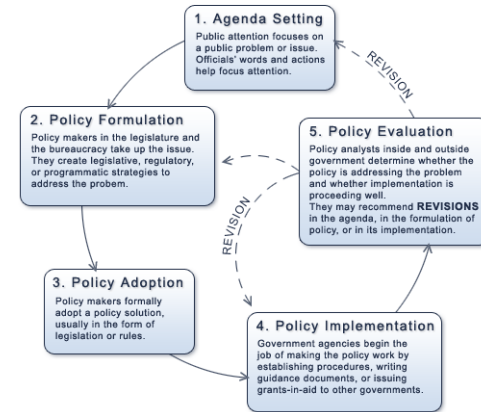 1. Agenda Setting
Public attention focuses on
a public problem or issue.
Officials' words and actions
help focus attention.
REVISION
2. Policy Formulation
Policy makers in the legislature and
the bureaucracy take up the issue.
They create legislative, regulatory,
or programmatic strategies to
address the probem.
5. Policy Evaluation
Policy analysts inside and outside
government determine whether the
policy is addressing the problem
and whether implementation is
proceeding well.
They may recommend REVISIONS
in the agenda, in the formulation of
policy, or in its implementation.
REVISION
3. Policy Adoption
Policy makers formally
adopt a policy solution,
usually in the form of
legislation or rules.
4. Policy Implementation
Government agencies begin the
job of making the policy work by
establishing procedures, writing
guidance documents, or issuing
grants-in-aid to other governments.